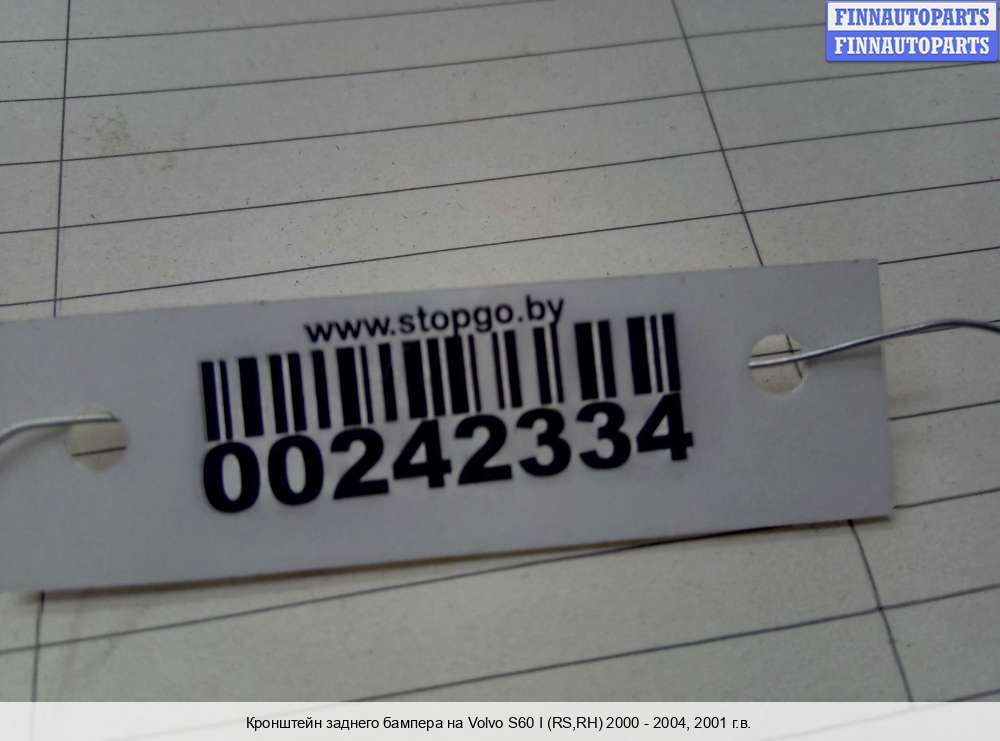 FINNAUTOPARTS
FINNAUTOPARTS
www.stopgo.by
00242334
Кронштейн заднего бампера на Volvo S60 I (RS,RH) 2000 - 2004, 2001 г.в.